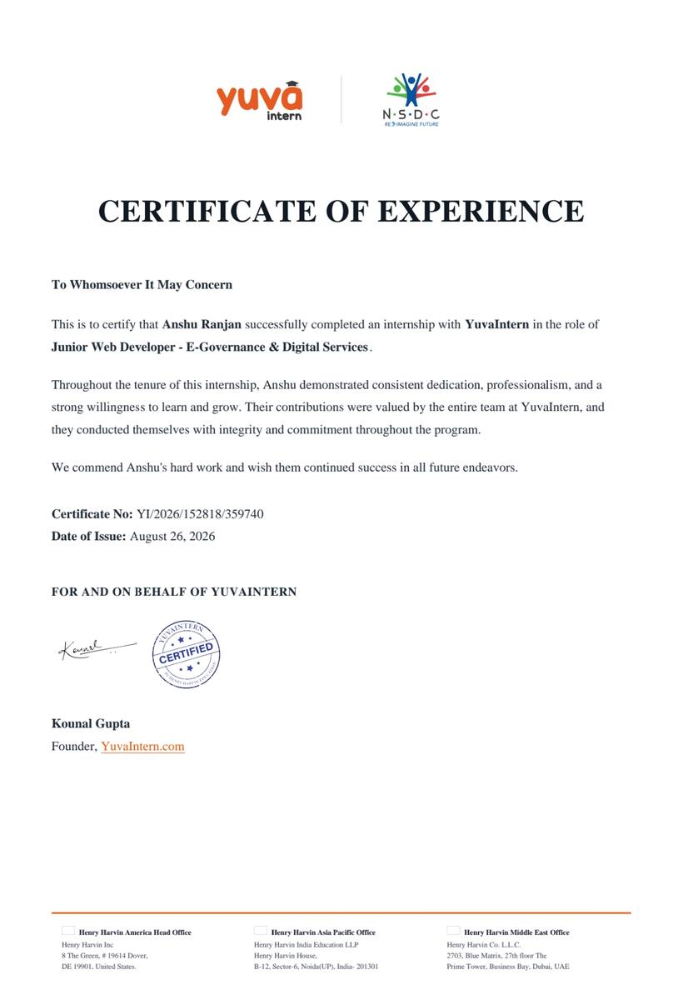 yuva
intern
N·S·D·C
RE IMAGINE FUTURE
CERTIFICATE OF EXPERIENCE
To Whomsoever It May Concern
This is to certify that Anshu Ranjan successfully completed an internship with YuvaIntern in the role of
Junior Web Developer - E-Governance & Digital Services.
Throughout the tenure of this internship, Anshu demonstrated consistent dedication, professionalism, and a
strong willingness to learn and grow. Their contributions were valued by the entire team at YuvaIntern, and
they conducted themselves with integrity and commitment throughout the program.
We commend Anshu's hard work and wish them continued success in all future endeavors.
Certificate No: YI/2026/152818/359740
Date of Issue: August 26, 2026
FOR AND ON BEHALF OF YUVAINTERN
Kounal
YUVAINTERN
CERTIFIED
BY HENRY HARVIN EDUCATION
Kounal Gupta
Founder, YuvaIntern.com
Henry Harvin America Head Office
Henry Harvin Inc
8 The Green, # 19614 Dover,
DE 19901, United States.
Henry Harvin Asia Pacific Office
Henry Harvin India Education LLP
Henry Harvin House,
B-12, Sector-6, Noida(UP), India- 201301
Henry Harvin Middle East Office
Henry Harvin Co. L.L.C.
2703, Blue Matrix, 27th floor The
Prime Tower, Business Bay, Dubai, UAE